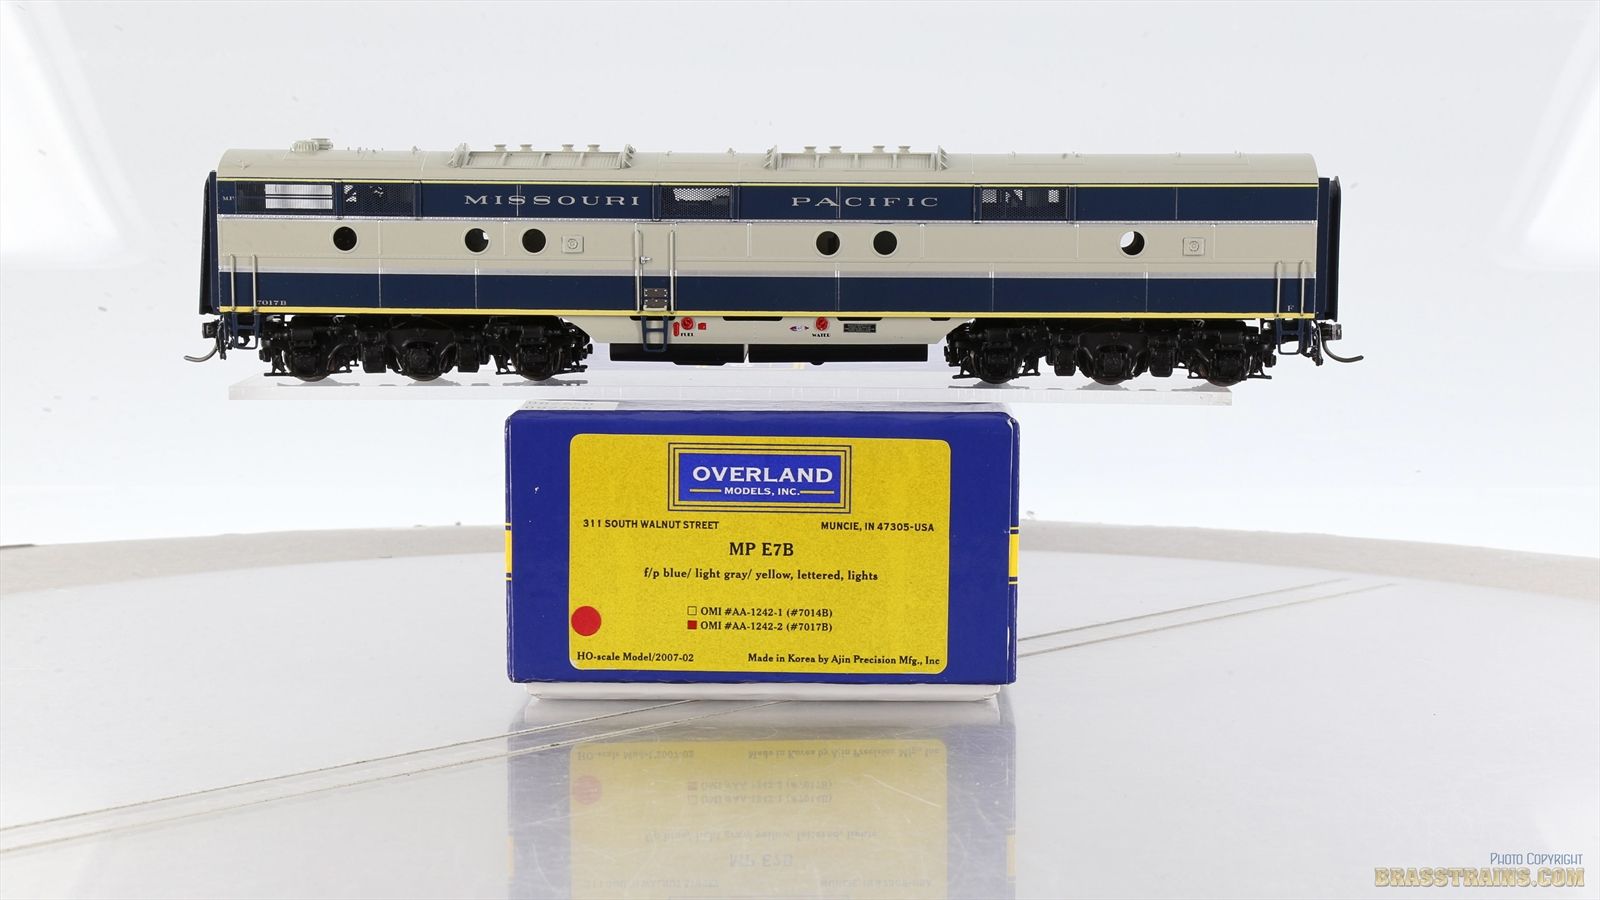 MP
MISSOURI PACIFIC
7017B
F
FUEL
WATER
OVERLAND
MODELS, INC.
311 SOUTH WALNUT STREET MUNCIE, IN 47305-USA
MP E7B
f/p blue/ light gray/ yellow, lettered, lights
OMI #AA-1242-1 (#7014B)
OMI #AA-1242-2 (#7017B)
HO-scale Model/2007-02 Made in Korea by Ajin Precision Mfg., Inc
PHOTO COPYRIGHT
BRASSTRAINS.COM